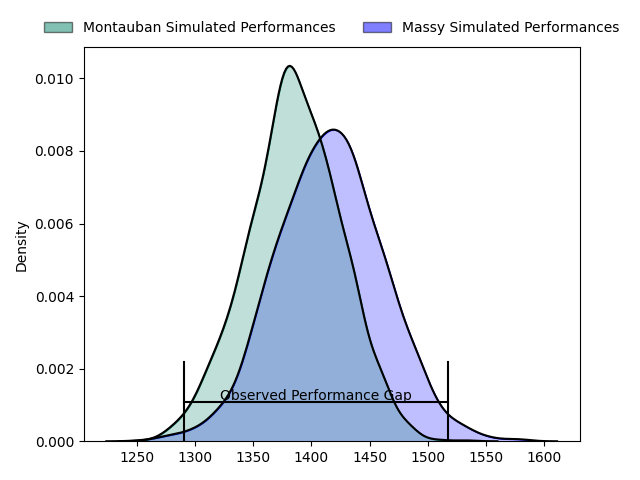 Montauban Simulated Performances Massy Simulated Performances
0.010
0.008
0.006
0.004
0.002
0.000
Density
Observed Performance Gap
1250 1300 1350 1400 1450 1500 1550 1600